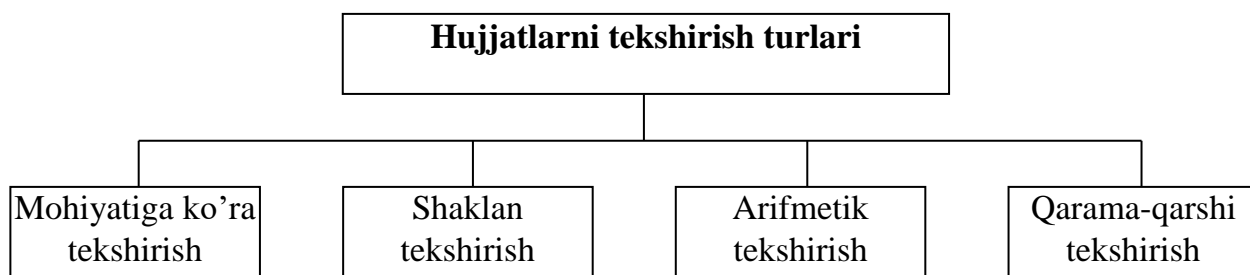 Hujjatlarni tekshirish turlari
Mohiyatiga ko’ra
tekshirish
Shaklan
tekshirish
Arifmetik
tekshirish
Qarama-qarshi
tekshirish